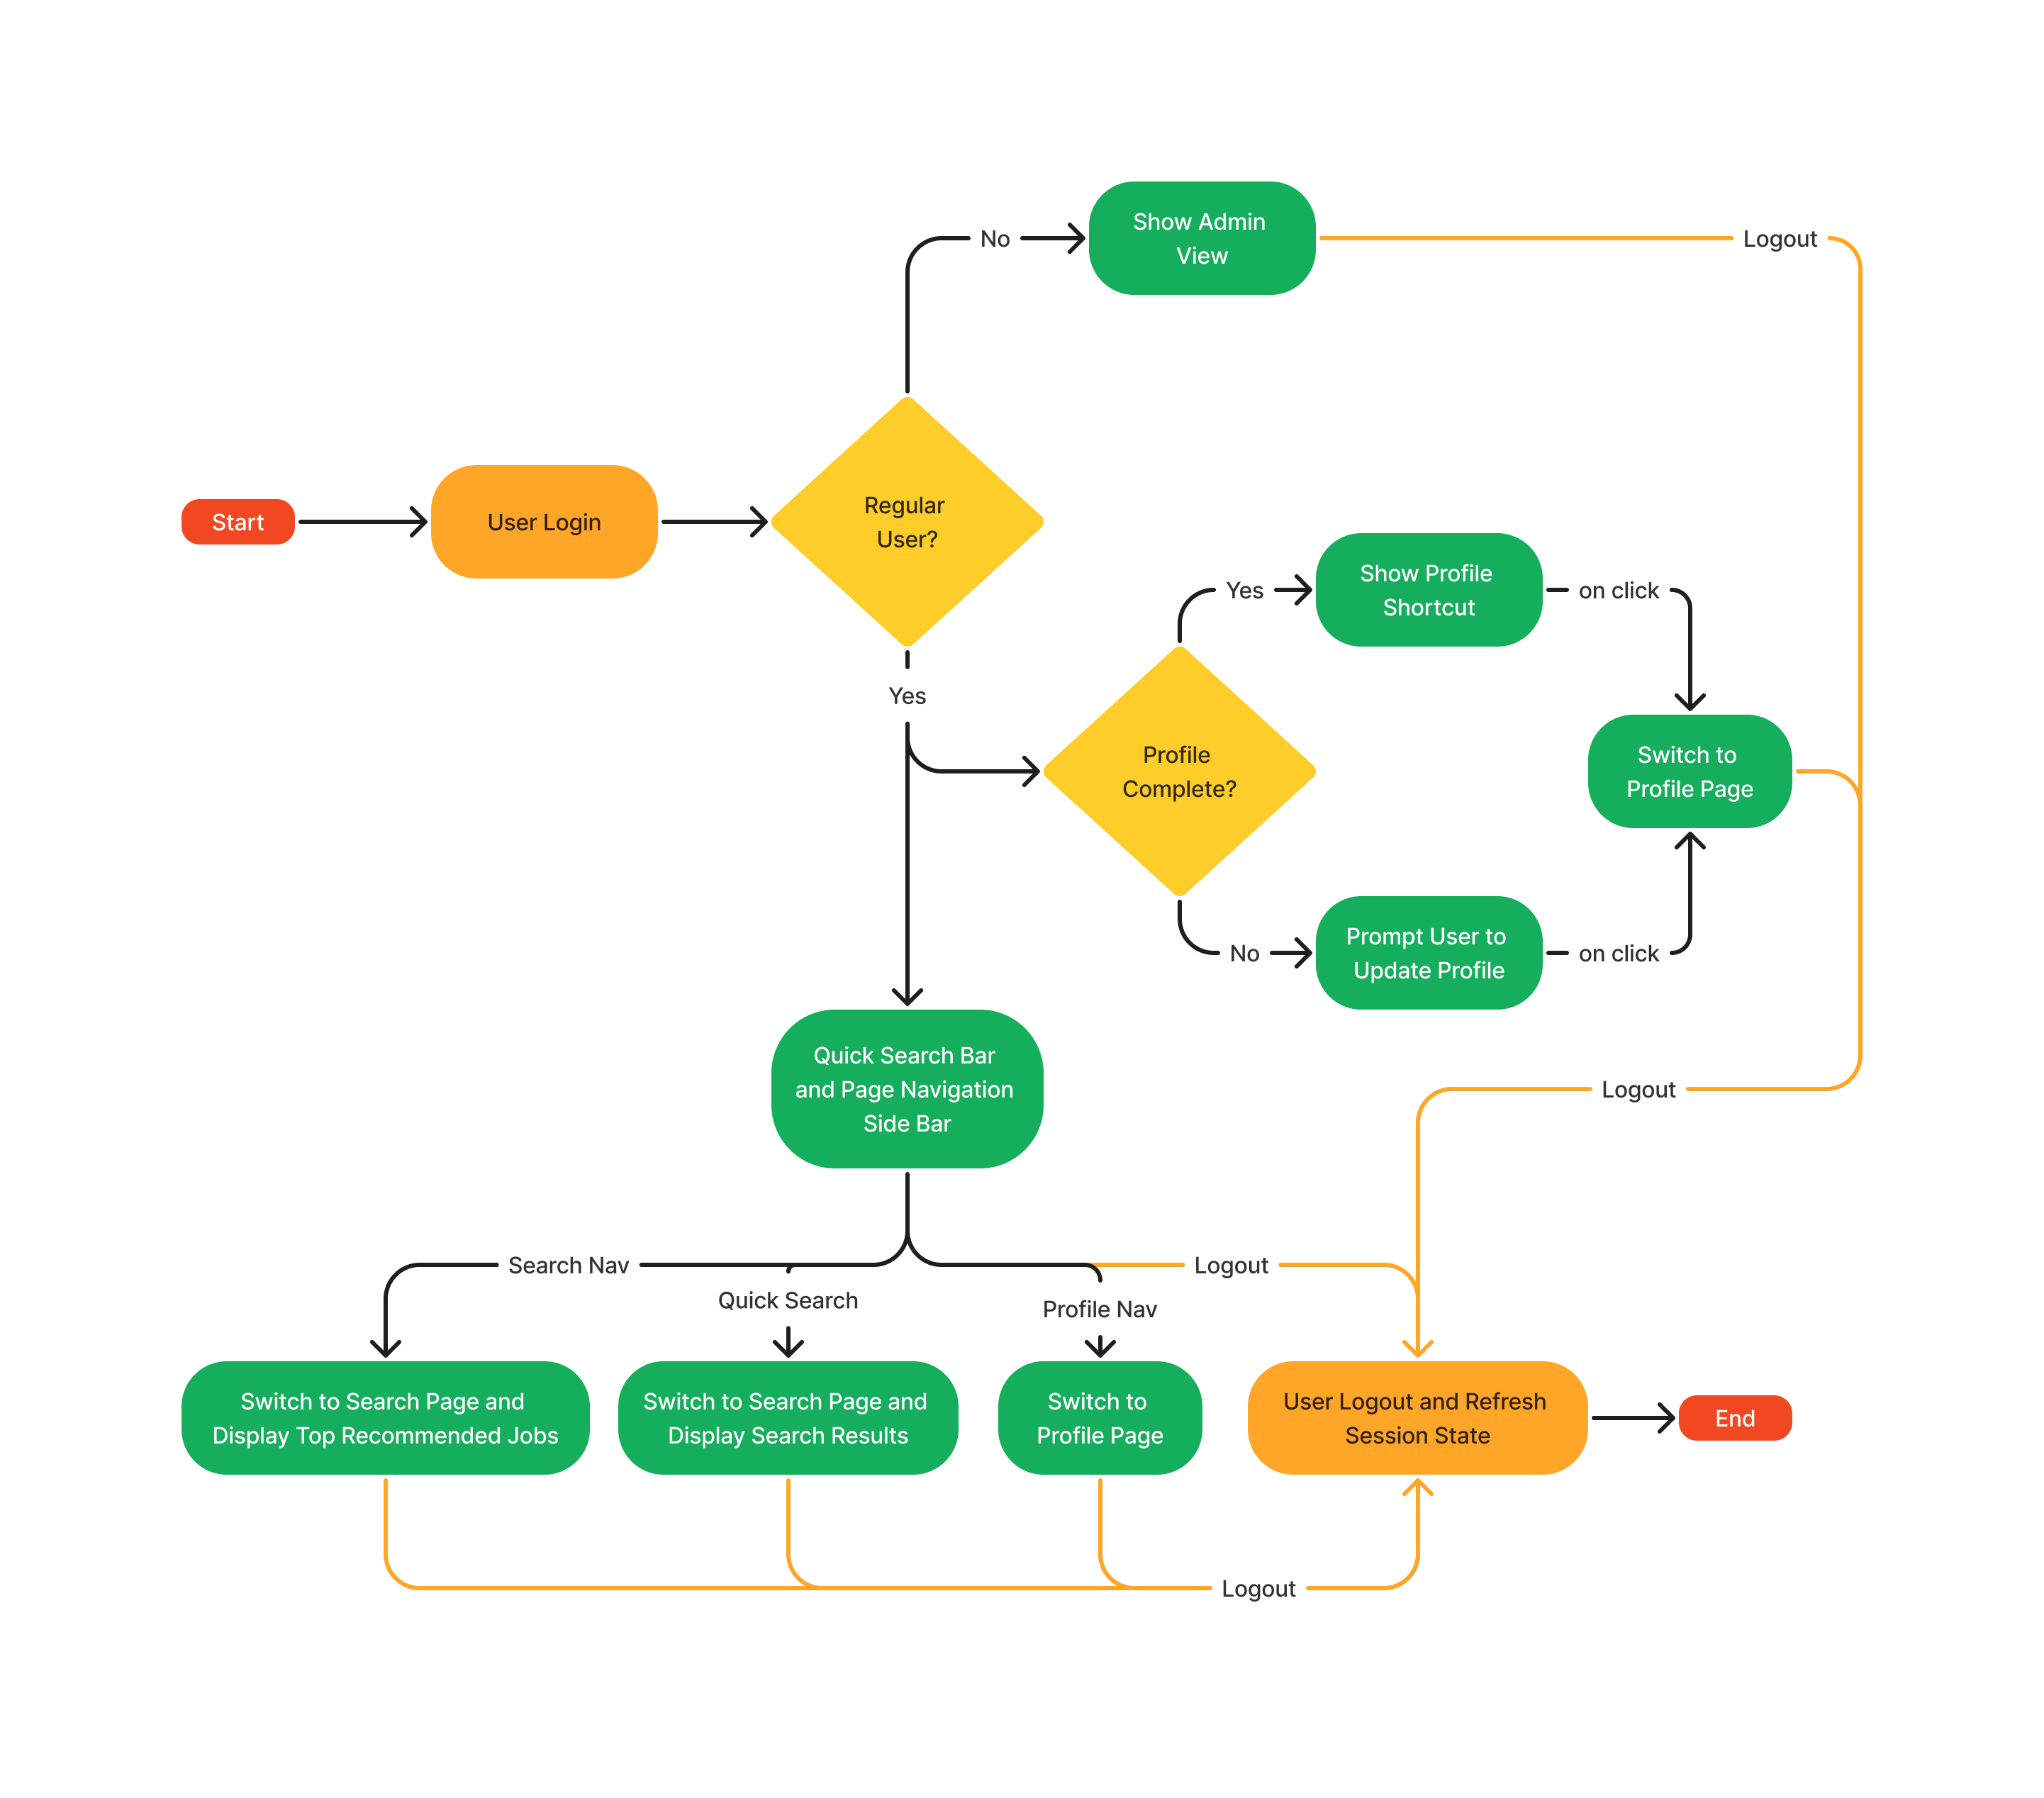 Show Admin
View
No
Logout
Start
User Login
Regular
User?
Yes
Profile
Complete?
Yes
Show Profile
Shortcut
on click
Switch to
Profile Page
No
Prompt User to
Update Profile
on click
Logout
Quick Search Bar
and Page Navigation
Side Bar
Search Nav
Quick Search
Profile Nav
Logout
Switch to Search Page and
Display Top Recommended Jobs
Switch to Search Page and
Display Search Results
Switch to
Profile Page
User Logout and Refresh
Session State
End
Logout